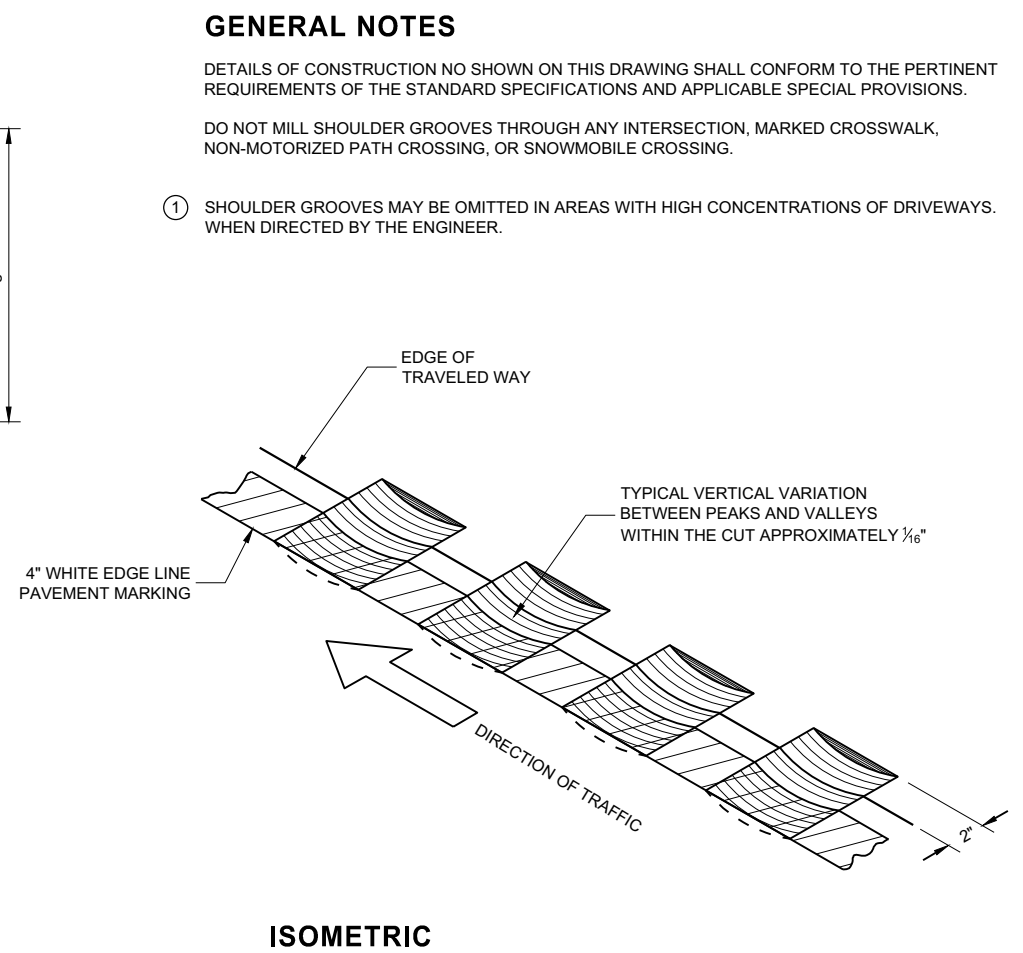 GENERAL NOTES
DETAILS OF CONSTRUCTION NO SHOWN ON THIS DRAWING SHALL CONFORM TO THE PERTINENT
REQUIREMENTS OF THE STANDARD SPECIFICATIONS AND APPLICABLE SPECIAL PROVISIONS.
DO NOT MILL SHOULDER GROOVES THROUGH ANY INTERSECTION, MARKED CROSSWALK,
NON-MOTORIZED PATH CROSSING, OR SNOWMOBILE CROSSING.
① SHOULDER GROOVES MAY BE OMITTED IN AREAS WITH HIGH CONCENTRATIONS OF DRIVEWAYS.
WHEN DIRECTED BY THE ENGINEER.
EDGE OF
TRAVELED WAY
TYPICAL VERTICAL VARIATION
BETWEEN PEAKS AND VALLEYS
WITHIN THE CUT APPROXIMATELY 1/16"
4" WHITE EDGE LINE
PAVEMENT MARKING
DIRECTION OF TRAFFIC
2"
ISOMETRIC